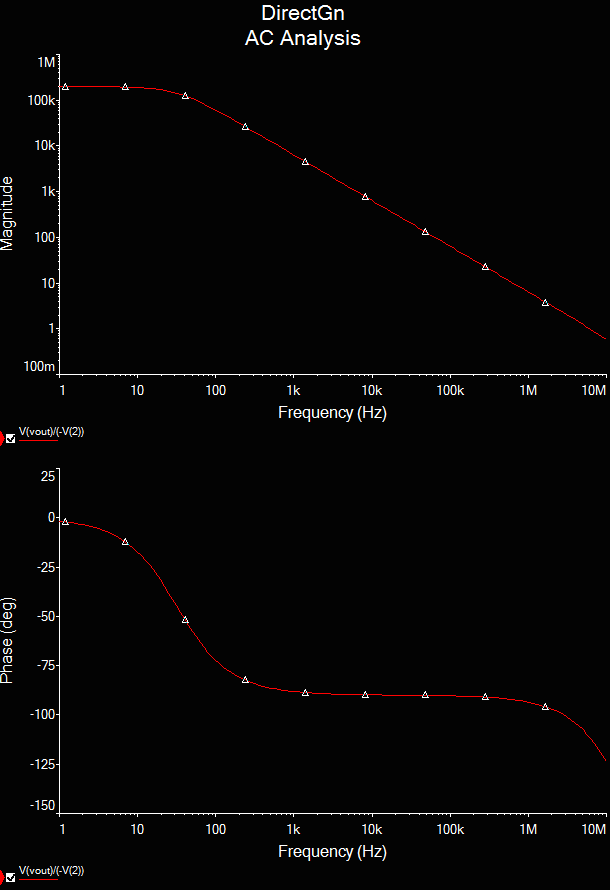 DirectGn
AC Analysis
1M
100k
10k
1k
100
10
1
100m
Magnitude
1 10 100 1k 10k 100k 1M 10M
Frequency (Hz)
V(vout)/(-V(2))
25
0
-25
-50
-75
-100
-125
-150
Phase (deg)
1 10 100 1k 10k 100k 1M 10M
Frequency (Hz)
V(vout)/(-V(2))